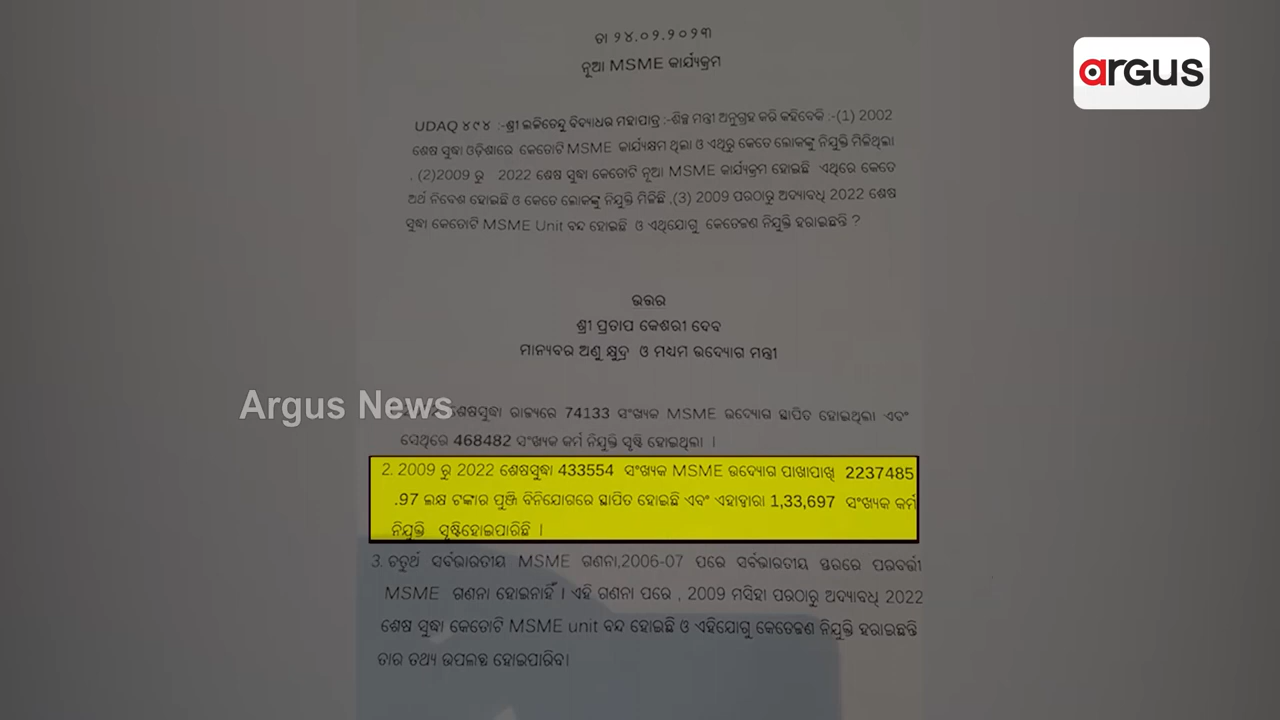 ତା ୨୪.୦୨.୨୦୨୩
argus
ନୂଆ MSME କାର୍ଯ୍ୟକ୍ରମ
UDAQ ୪୯୪ :-ଶ୍ରୀ ଲଳିତେନ୍ଦୁ ବିଦ୍ୟାଧର ମହାପାତ୍ର :-ଶିଳ୍ପ ମନ୍ତ୍ରୀ ଅନୁଗ୍ରହ କରି କହିବେକି :-(1) 2002
ଶେଷ ସୁଦ୍ଧା ଓଡ଼ିଶାରେ କେତୋଟି MSME କାର୍ଯ୍ୟକ୍ଷମ ଥିଲା ଓ ଏଥିରୁ କେତେ ଲୋକଙ୍କୁ ନିଯୁକ୍ତି ମିଳିଥିଲା
, (2)2009 ରୁ 2022 ଶେଷ ସୁଦ୍ଧା କେତୋଟି ନୂଆ MSME କାର୍ଯ୍ୟକ୍ରମ ହୋଇଛି ଏଥିରେ କେତେ
ଅର୍ଥ ନିବେଶ ହୋଇଛି ଓ କେତେ ଲୋକଙ୍କୁ ନିଯୁକ୍ତି ମିଳିଛି ,(3) 2009 ପରଠାରୁ ଅଦ୍ୟାବଧି 2022 ଶେଷ
ସୁଦ୍ଧା କେତୋଟି MSME Unit ବନ୍ଦ ହୋଇଛି ଓ ଏଥିଯୋଗୁ କେତେଜଣ ନିଯୁକ୍ତି ହରାଇଛନ୍ତି ?
ଉତ୍ତର
ଶ୍ରୀ ପ୍ରତାପ କେଶରୀ ଦେବ
ମାନ୍ୟବର ଅଣୁ କ୍ଷୁଦ୍ର ଓ ମଧ୍ୟମ ଉଦ୍ୟୋଗ ମନ୍ତ୍ରୀ
Argus News
ଶେଷସୁଦ୍ଧା ରାଜ୍ୟରେ 74133 ସଂଖ୍ୟକ MSME ଉଦ୍ୟୋଗ ସ୍ଥାପିତ ହୋଇଥିଲା ଏବଂ
ସେଥିରେ 468482 ସଂଖ୍ୟକ କର୍ମ ନିଯୁକ୍ତି ସୃଷ୍ଟି ହୋଇଥିଲା ।
2. 2009 ରୁ 2022 ଶେଷସୁଦ୍ଧା 433554 ସଂଖ୍ୟକ MSME ଉଦ୍ୟୋଗ ପାଖାପାଖି 2237485
.97 ଲକ୍ଷ ଟଙ୍କାର ପୁଞ୍ଜି ବିନିଯୋଗରେ ସ୍ଥାପିତ ହୋଇଛି ଏବଂ ଏହାଦ୍ୱାରା 1,33,697 ସଂଖ୍ୟକ କର୍ମ
ନିଯୁକ୍ତି ସୃଷ୍ଟିହୋଇପାରିଛି ।
3. ଚତୁର୍ଥ ସର୍ବଭାରତୀୟ MSME ଗଣନା,2006-07 ପରେ ସର୍ବଭାରତୀୟ ସ୍ତରରେ ପରବର୍ତ୍ତୀ
MSME ଗଣନା ହୋଇନାହିଁ । ଏହି ଗଣନା ପରେ , 2009 ମସିହା ପରଠାରୁ ଅଦ୍ୟାବଧି 2022
ଶେଷ ସୁଦ୍ଧା କେତୋଟି MSME unit ବନ୍ଦ ହୋଇଛି ଓ ଏହିଯୋଗୁ କେତେଜଣ ନିଯୁକ୍ତି ହରାଇଛନ୍ତି
ତାର ତଥ୍ୟ ଉପଲବ୍ଧ ହୋଇପାରିବା